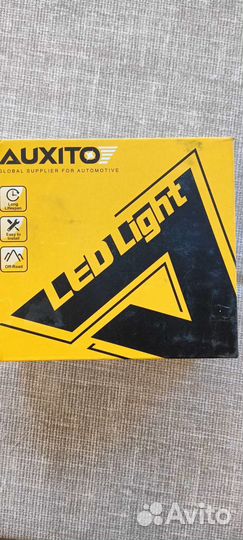 AUXITO
GLOBAL SUPPLIER FOR AUTOMOTIVE
Long
Lifespan
Easy to
Install
Off-Road
LED Light
Avito